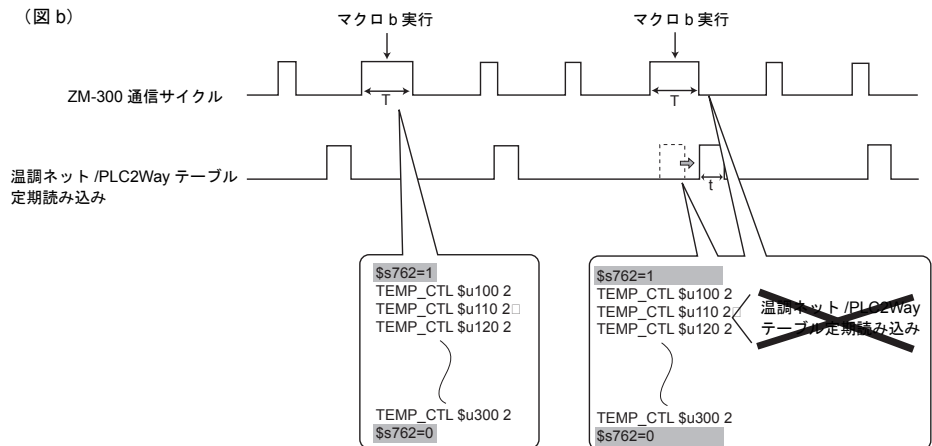 （図 b）
マクロ b 実行
マクロ b 実行
ZM-300 通信サイクル
T
T
温調ネット /PLC2Way テーブル
定期読み込み
t
$s762=1
TEMP_CTL $u100 2
TEMP_CTL $u110 2□
TEMP_CTL $u120 2
TEMP_CTL $u300 2
$s762=0
$s762=1
TEMP_CTL $u100 2
TEMP_CTL $u110 2□
TEMP_CTL $u120 2
温調ネット /PLC2Way
テーブル定期読み込み
TEMP_CTL $u300 2
$s762=0